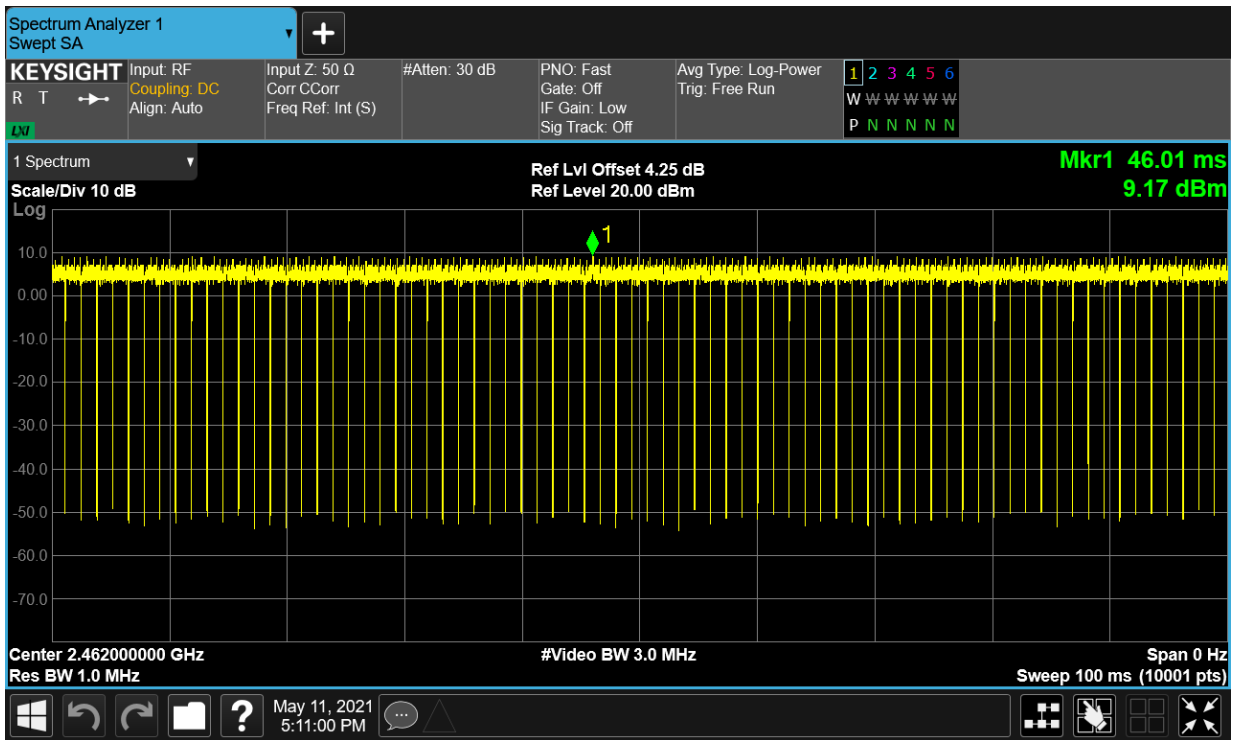 Spectrum Analyzer 1
Swept SA
+
KEYSIGHT
R T
LXI
Input: RF
Coupling: DC
Align: Auto
Input Z: 50 Ω
Corr CCorr
Freq Ref: Int (S)
#Atten: 30 dB
PNO: Fast
Gate: Off
IF Gain: Low
Sig Track: Off
Avg Type: Log-Power
Trig: Free Run
1 2 3 4 5 6
W W W W W W
P N N N N N
1 Spectrum
Scale/Div 10 dB
Log
Ref Lvl Offset 4.25 dB
Ref Level 20.00 dBm
Mkr1 46.01 ms
9.17 dBm
1
10.0
0.00
-10.0
-20.0
-30.0
-40.0
-50.0
-60.0
-70.0
Center 2.462000000 GHz
Res BW 1.0 MHz
#Video BW 3.0 MHz
Span 0 Hz
Sweep 100 ms (10001 pts)
?
May 11, 2021
5:11:00 PM